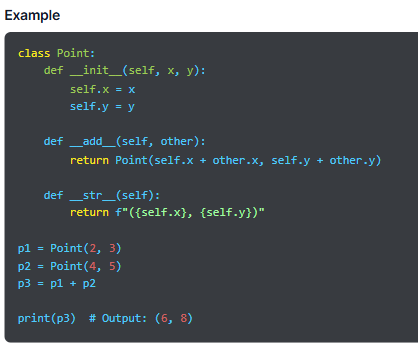 Example
class Point:
    def __init__(self, x, y):
        self.x = x
        self.y = y

    def __add__(self, other):
        return Point(self.x + other.x, self.y + other.y)

    def __str__(self):
        return f"({self.x}, {self.y})"

p1 = Point(2, 3)
p2 = Point(4, 5)
p3 = p1 + p2

print(p3)  # Output: (6, 8)